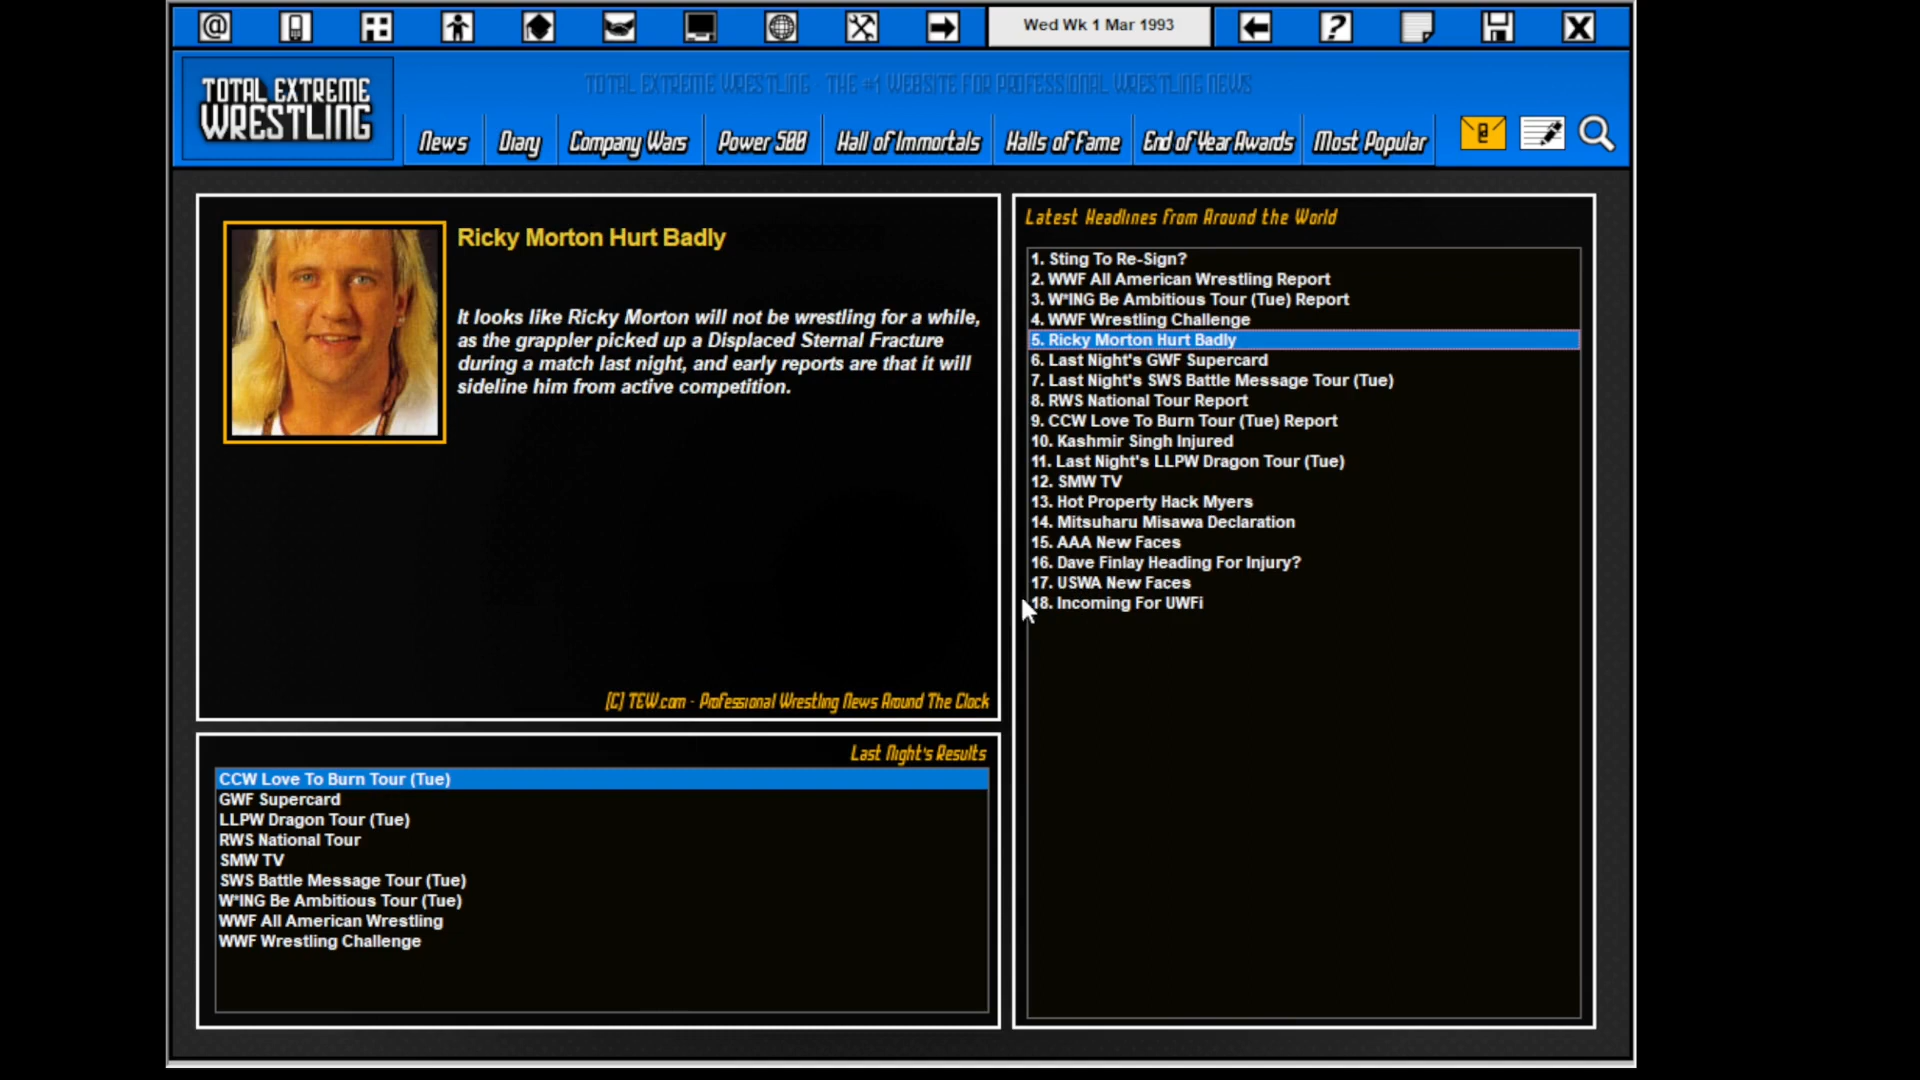 Wed Wk 1 Mar 1993
TOTAL EXTREME WRESTLING
TOTAL EXTREME WRESTLING - THE #1 WEBSITE FOR PROFESSIONAL WRESTLING NEWS
News
Diary
Company Wars
Power 500
Hall of Immortals
Halls of Fame
End of Year Awards
Most Popular
Ricky Morton Hurt Badly
It looks like Ricky Morton will not be wrestling for a while,
as the grappler picked up a Displaced Sternal Fracture
during a match last night, and early reports are that it will
sideline him from active competition.
(C) TEW.com - Professional Wrestling News Around The Clock
Last Night's Results
CCW Love To Burn Tour (Tue)
GWF Supercard
LLPW Dragon Tour (Tue)
RWS National Tour
SMW TV
SWS Battle Message Tour (Tue)
W*ING Be Ambitious Tour (Tue)
WWF All American Wrestling
WWF Wrestling Challenge
Latest Headlines From Around the World
1. Sting To Re-Sign?
2. WWF All American Wrestling Report
3. W*ING Be Ambitious Tour (Tue) Report
4. WWF Wrestling Challenge
5. Ricky Morton Hurt Badly
6. Last Night's GWF Supercard
7. Last Night's SWS Battle Message Tour (Tue)
8. RWS National Tour Report
9. CCW Love To Burn Tour (Tue) Report
10. Kashmir Singh Injured
11. Last Night's LLPW Dragon Tour (Tue)
12. SMW TV
13. Hot Property Hack Myers
14. Mitsuharu Misawa Declaration
15. AAA New Faces
16. Dave Finlay Heading For Injury?
17. USWA New Faces
18. Incoming For UWFi